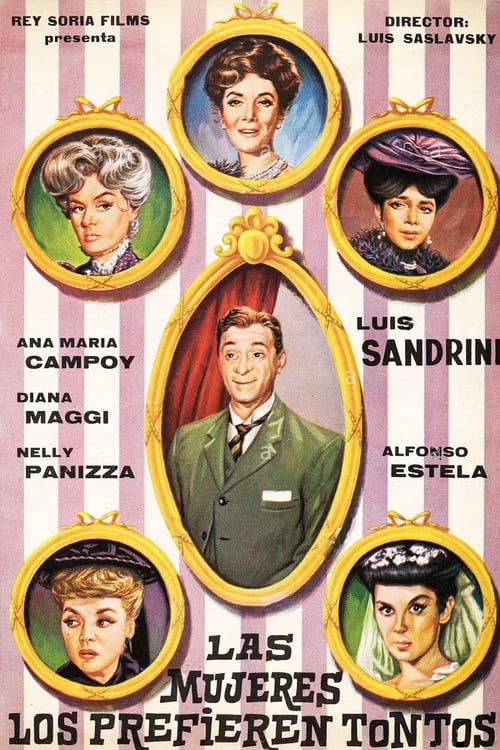 REY SORIA FILMS
presenta
DIRECTOR:
LUIS SASLAVSKY
ANA MARIA
CAMPOY
DIANA
MAGGI
NELLY
PANIZZA
LUIS
SANDRINI
ALFONSO
ESTELA
LAS
MUJERES
LOS PREFIEREN TONTOS
a
a
a